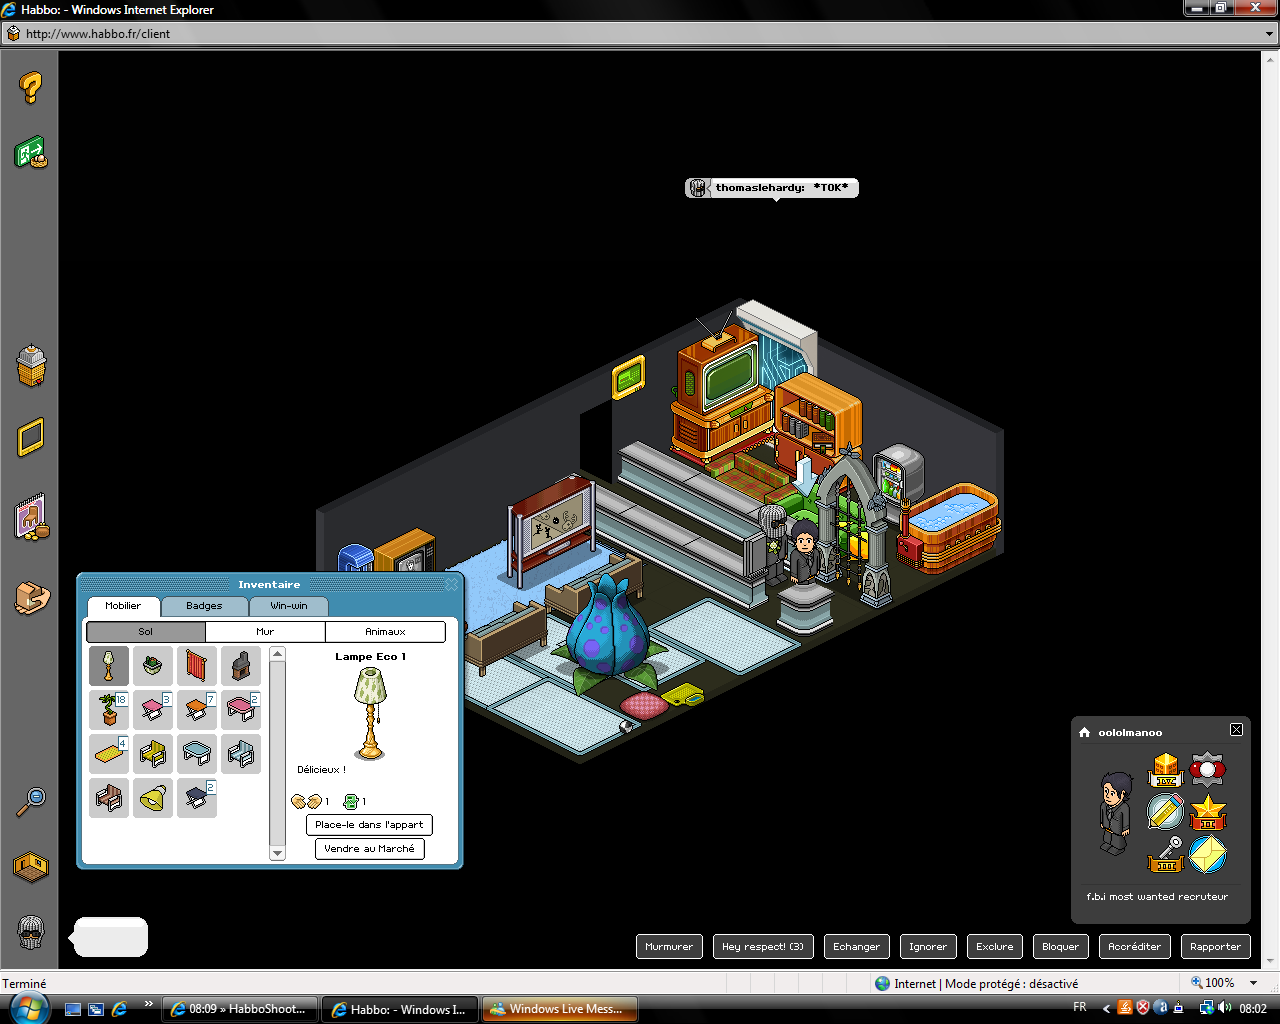 Habbo: - Windows Internet Explorer
http://www.habbo.fr/client
thomaslehardy: *TOK*
Inventaire
Mobilier Badges Win-win
Sol Mur Animaux
Lampe Eco 1
18 3 7 2
4
2
Délicieux !
1 1
Place-le dans l'appart
Vendre au Marché
oololmanoo
f.b.i most wanted recruteur
Murmurer Hey respect! (3) Echanger Ignorer Exclure Bloquer Accréditer Rapporter
Terminé
Internet | Mode protégé : désactivé
100%
08:09 » HabboShoot...
Habbo: - Windows I...
Windows Live Mess...
FR
08:02